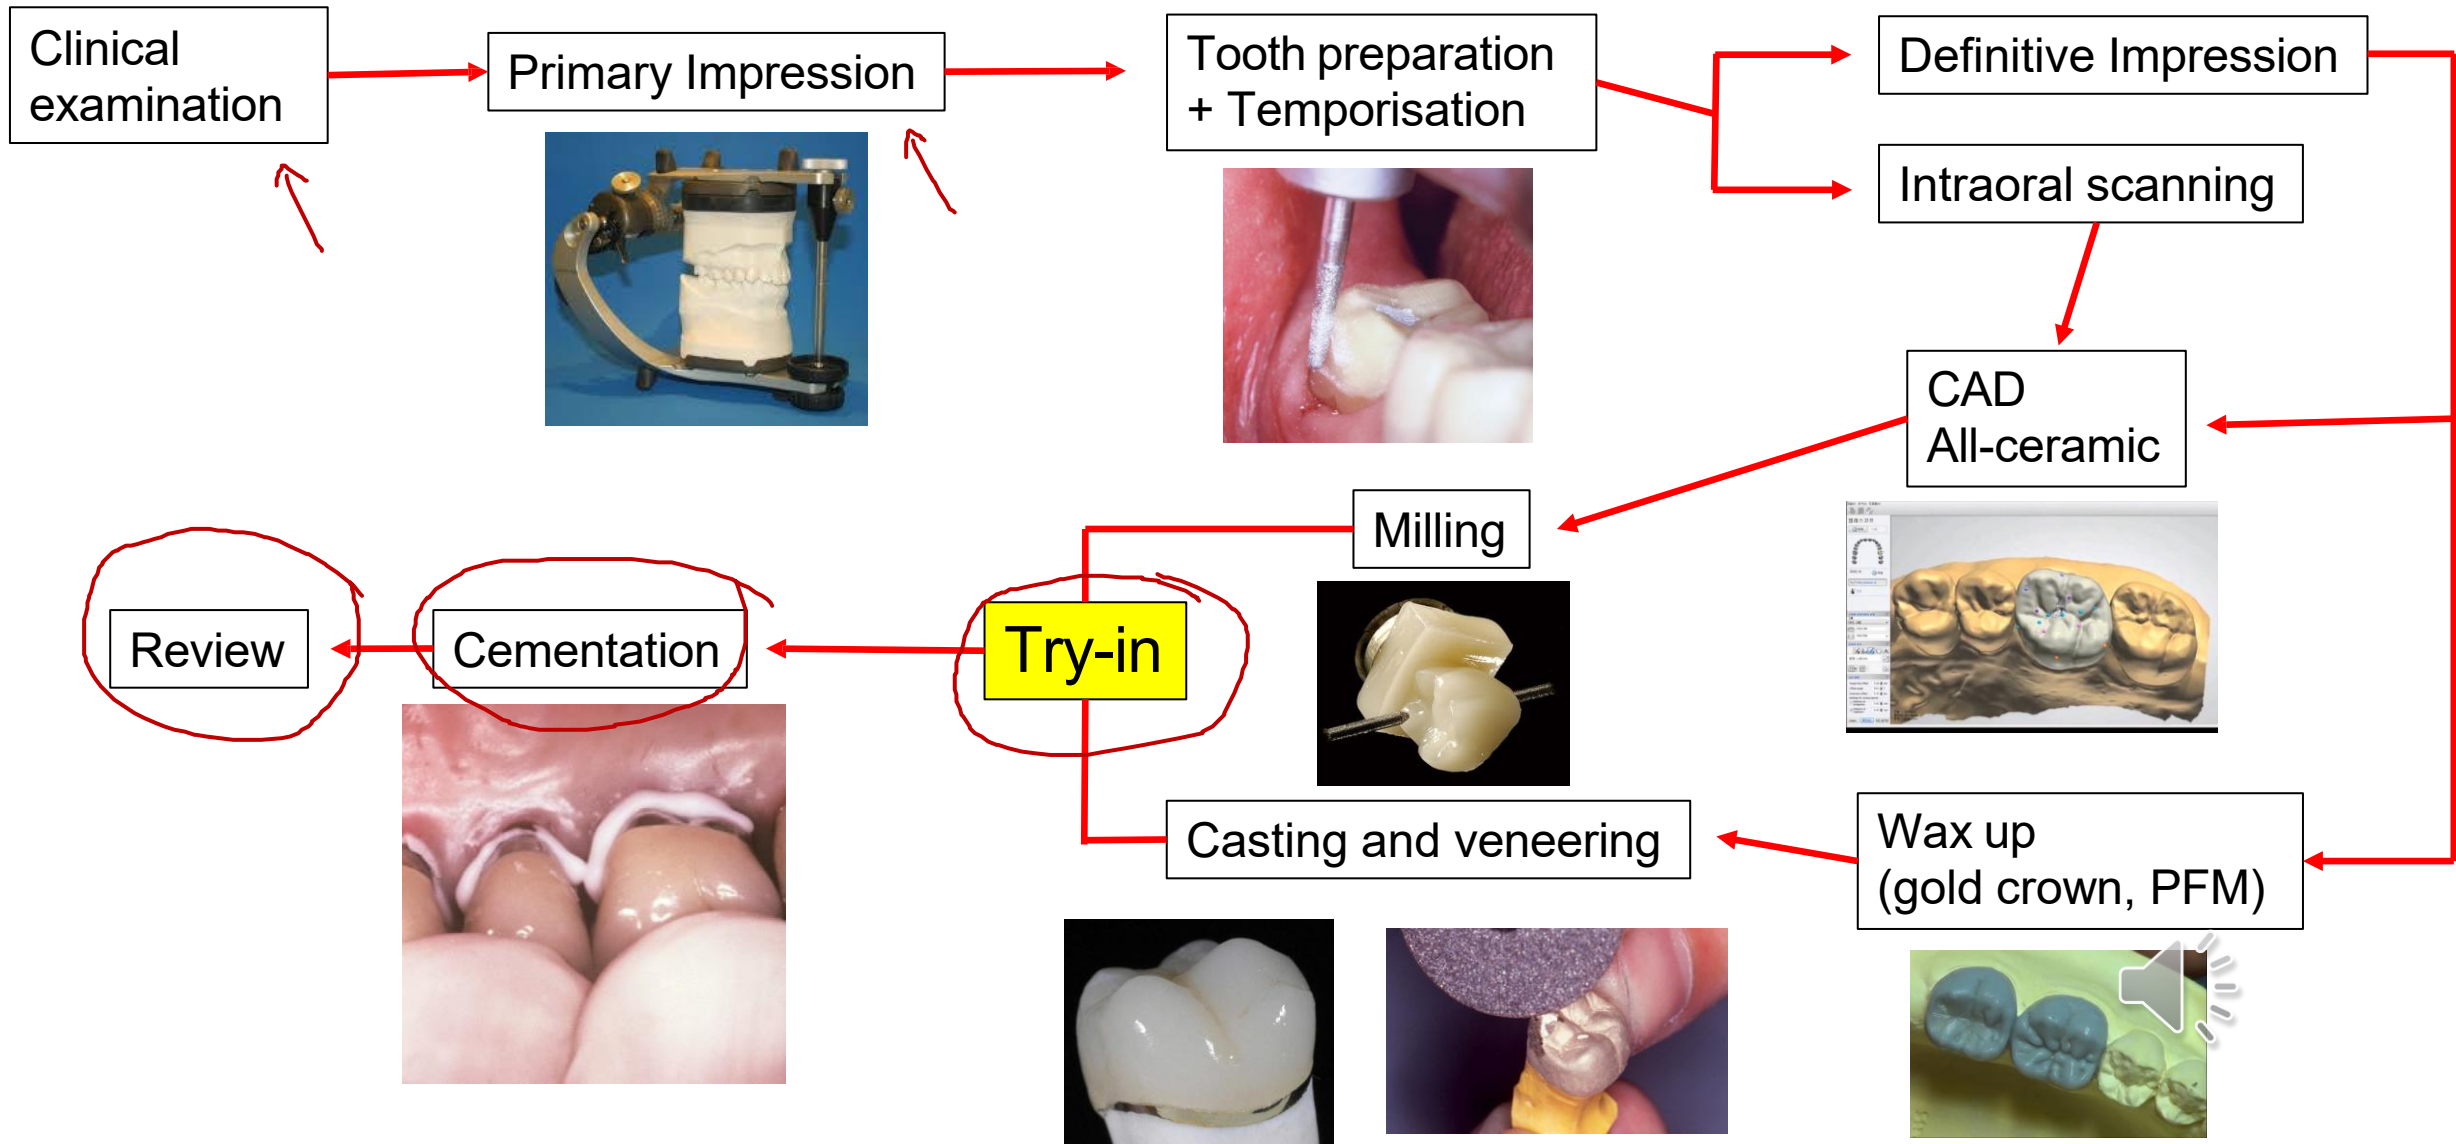 Clinical
examination
Primary Impression
Tooth preparation
+ Temporisation
Definitive Impression
Intraoral scanning
CAD
All-ceramic
Milling
Try-in
Cementation
Review
Casting and veneering
Wax up
(gold crown, PFM)